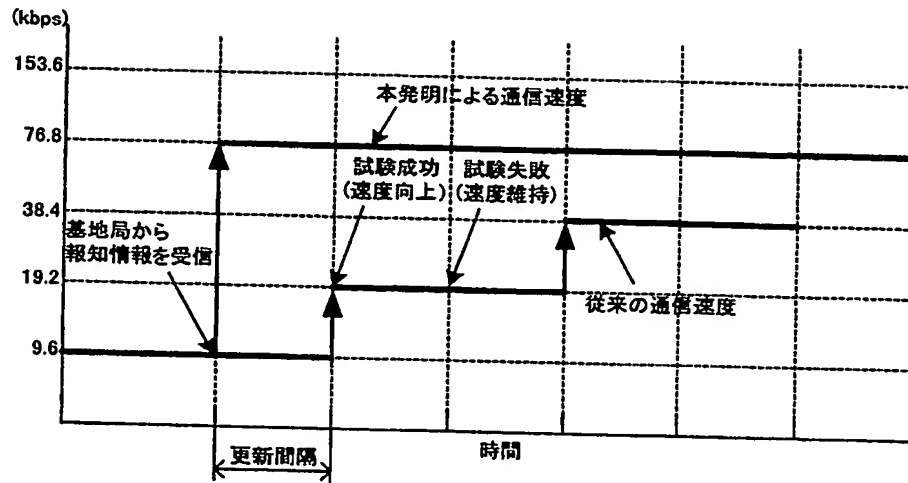 (kbps)
153.6
本発明による通信速度
76.8
試験成功
(速度向上)
試験失敗
(速度維持)
38.4
基地局から
報知情報を受信
19.2
従来の通信速度
9.6
更新間隔
時間